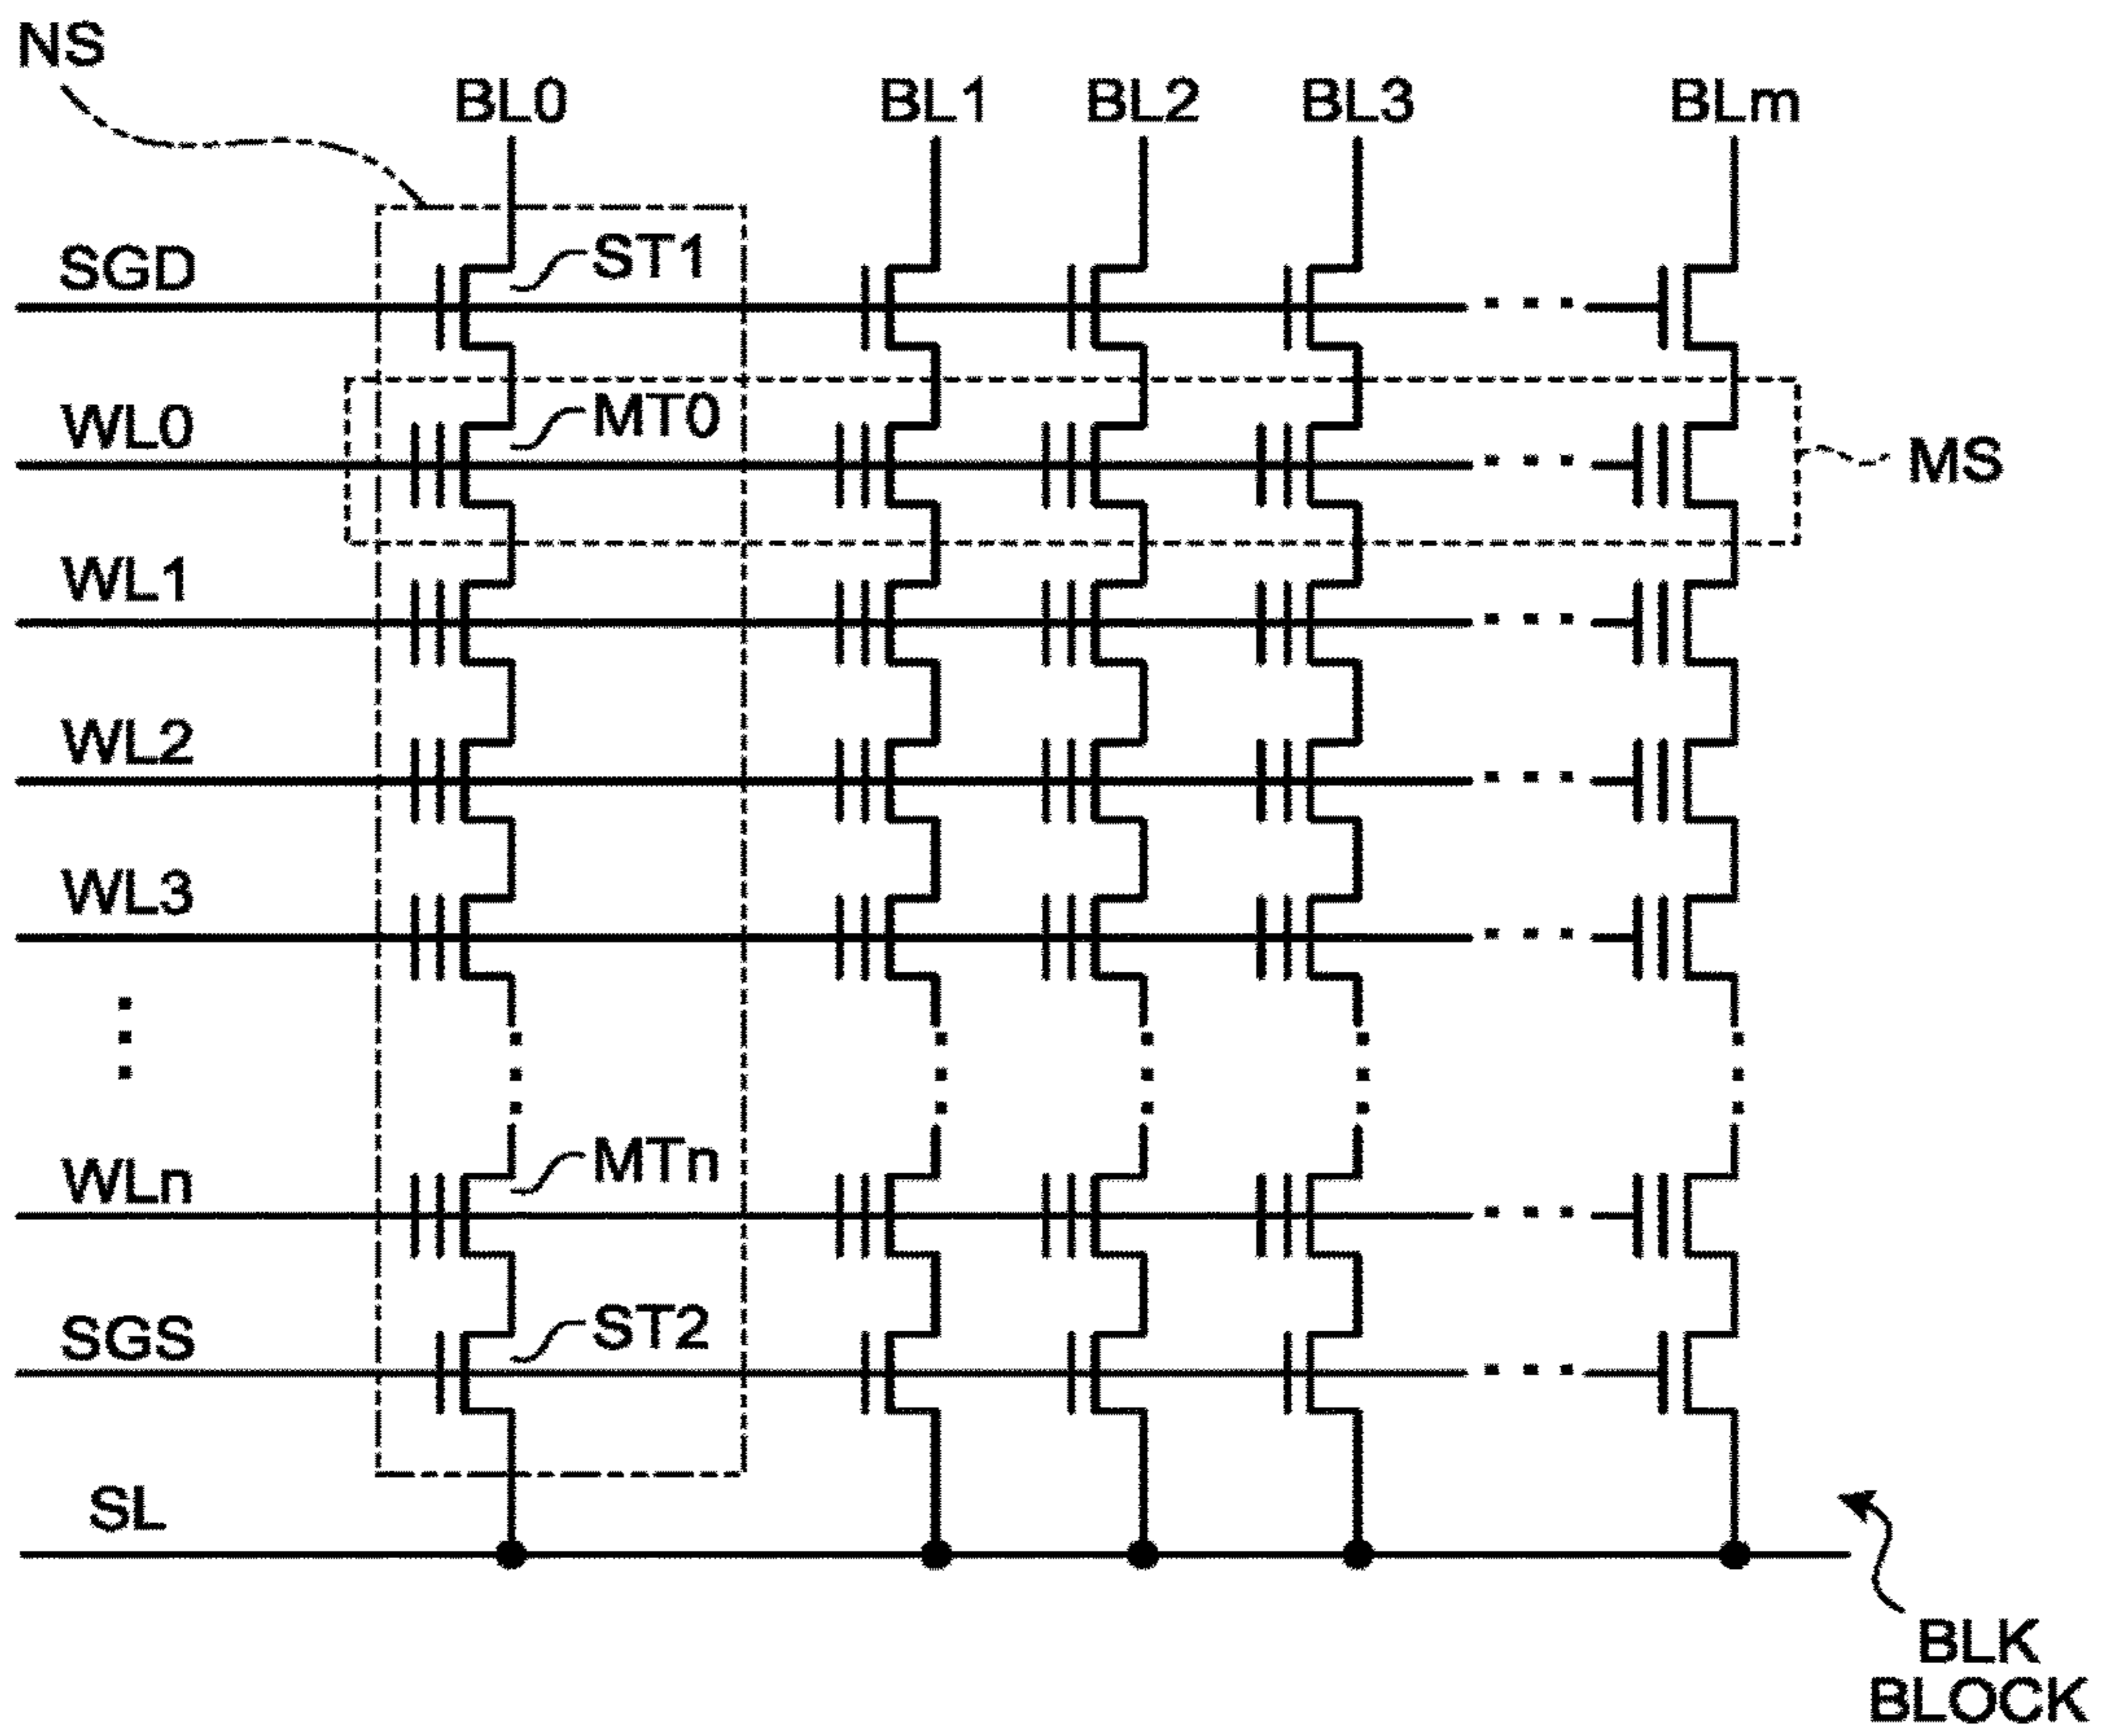 NS
BL0 BL1 BL2 BL3 BLm
SGD
ST1
WL0
MT0
MS
WL1
WL2
WL3
WLn
MTn
SGS
ST2
SL
BLK
BLOCK